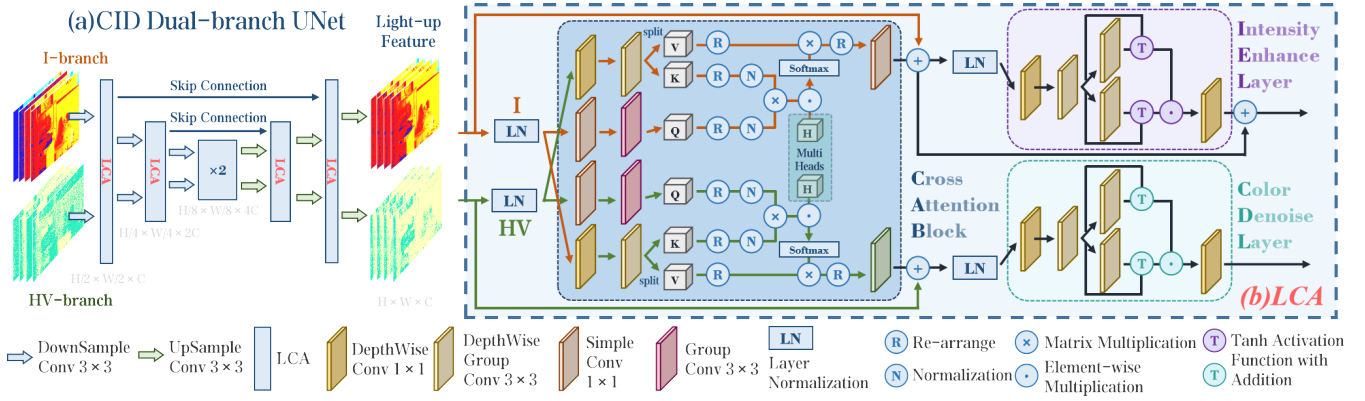 (a)CID Dual-branch UNet
Light-up
Feature
I-branch
Skip Connection
Skip Connection
LCA
LCA
×2
LCA
LCA
H/8×W/8×4C
H/4×W/4×2C
H/2×W/2×C
H×W×C
HV-branch
I
LN
LN
HV
split
V
R
×
R
K
R
N
Softmax
×
·
Q
R
N
H
Multi
Heads
H
Q
R
N
×
·
K
R
N
Softmax
split
V
R
×
R
Cross
Attention
Block
+
LN
T
T
·
+
Intensity
Enhance
Layer
+
LN
T
T
·
Color
Denoise
Layer
(b)LCA
DownSample
Conv 3×3
UpSample
Conv 3×3
LCA
DepthWise
Conv 1×1
DepthWise
Group
Conv 3×3
Simple
Conv
1×1
Group
Conv 3×3
LN
Layer
Normalization
R
Re-arrange
N
Normalization
×
Matrix Multiplication
·
Element-wise
Multiplication
T
T
Tanh Activation
Function with
Addition